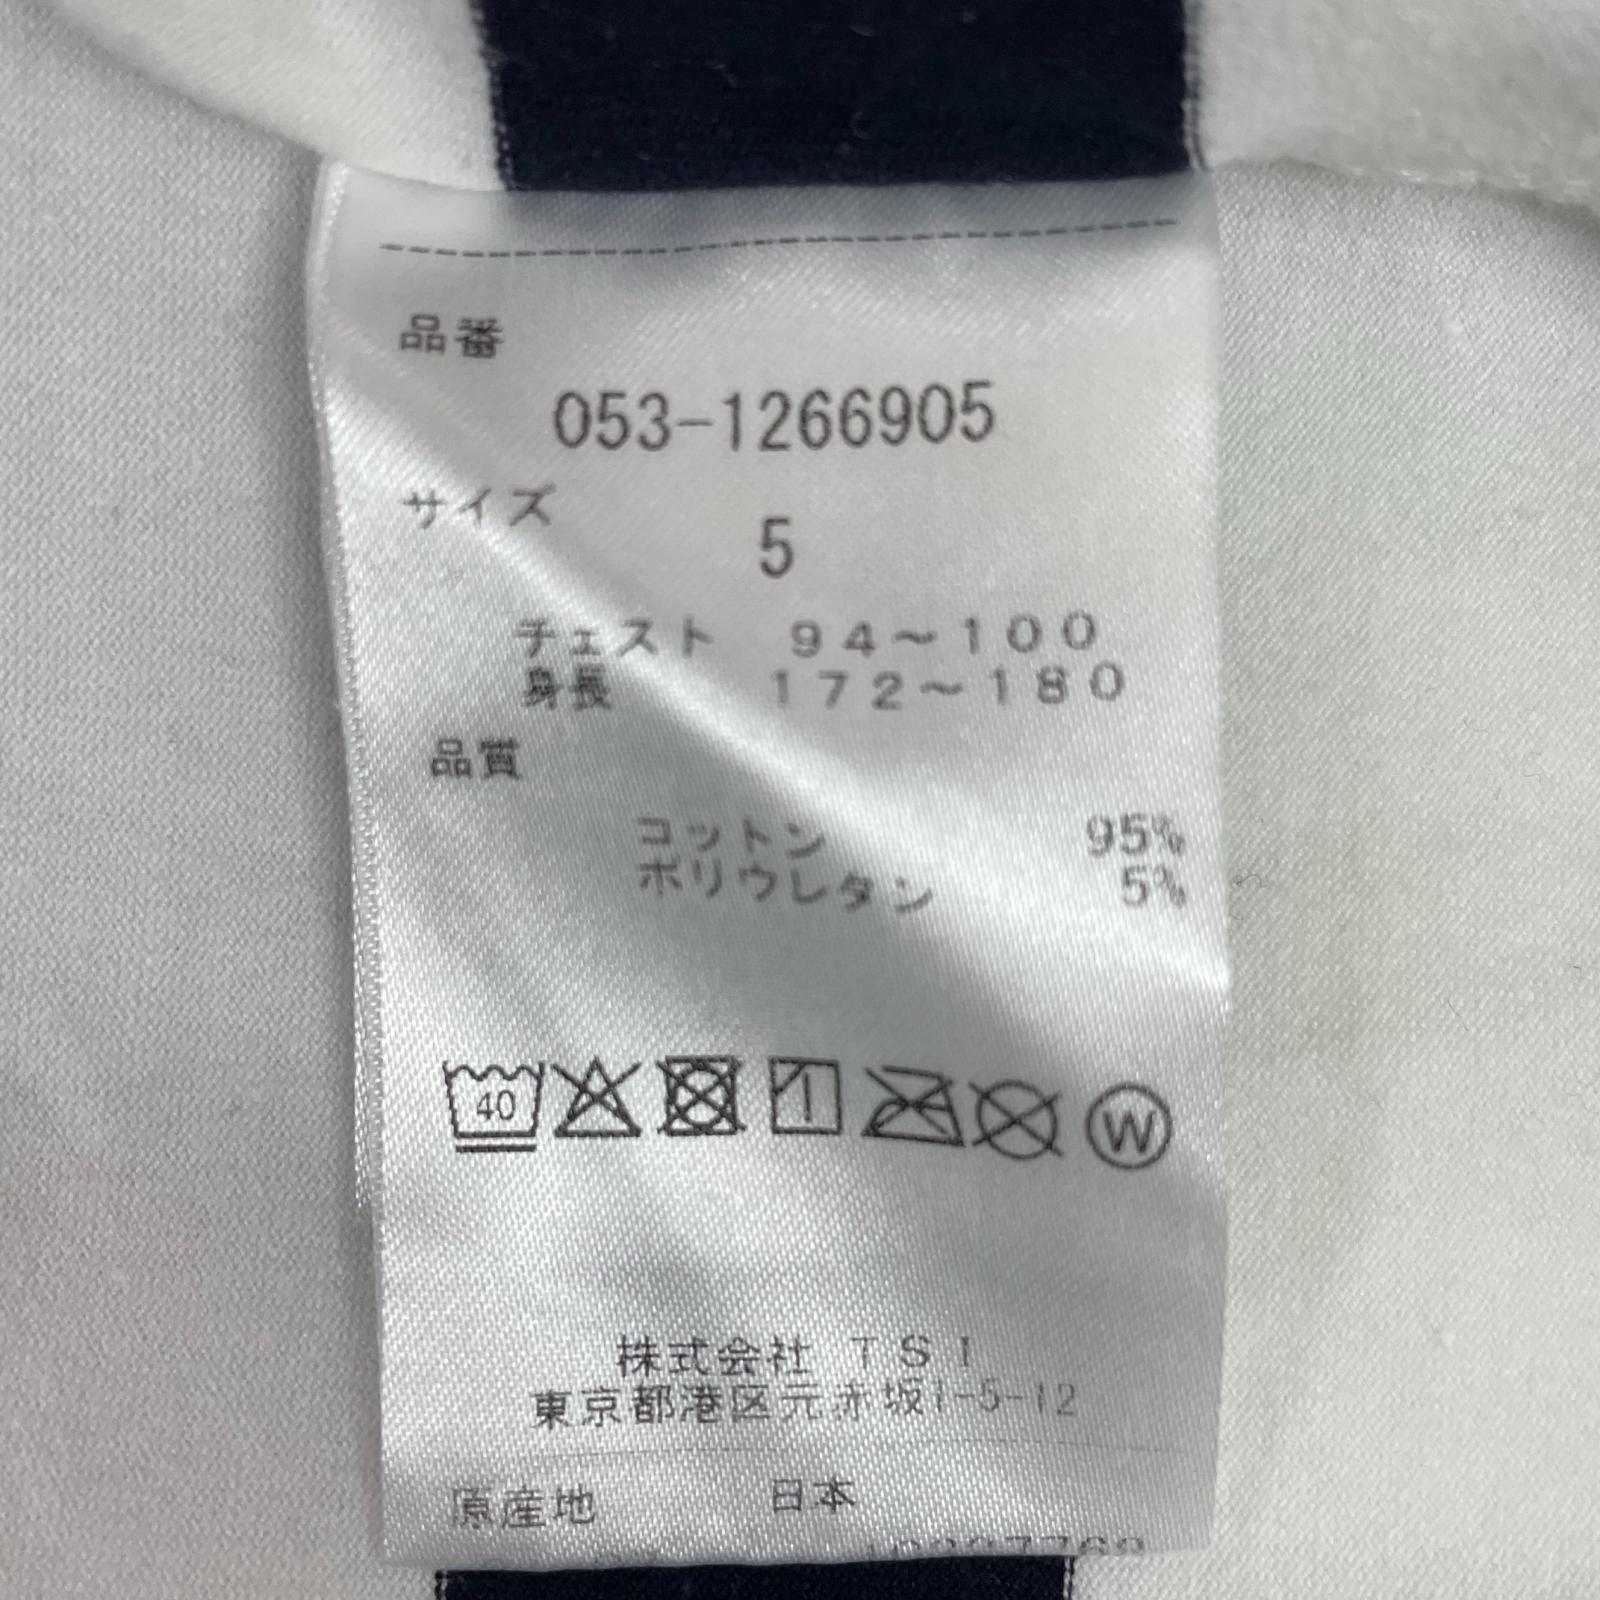 品番
053-1266905
サイズ
5
チェスト 94～100
身長 172～180
品質
コットン 95%
ポリウレタン 5%
40 W
株式会社 TSI
東京都港区元赤坂1-5-12
原産地 日本